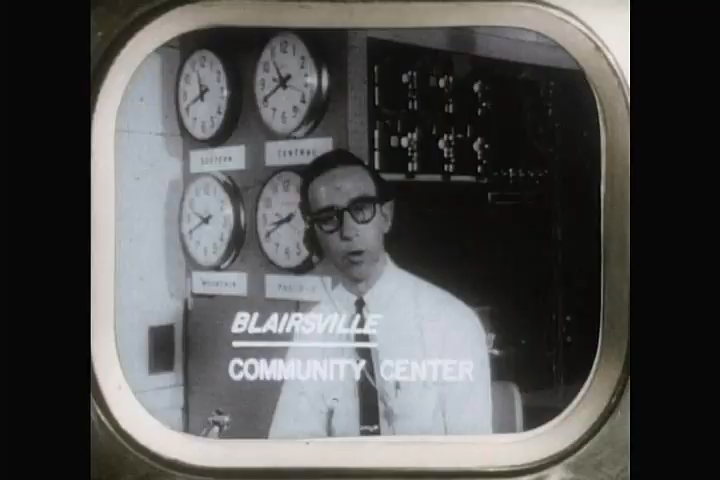 EASTERN
CENTRAL
MOUNTAIN
PACIFIC
BLAIRSVILLE
COMMUNITY CENTER